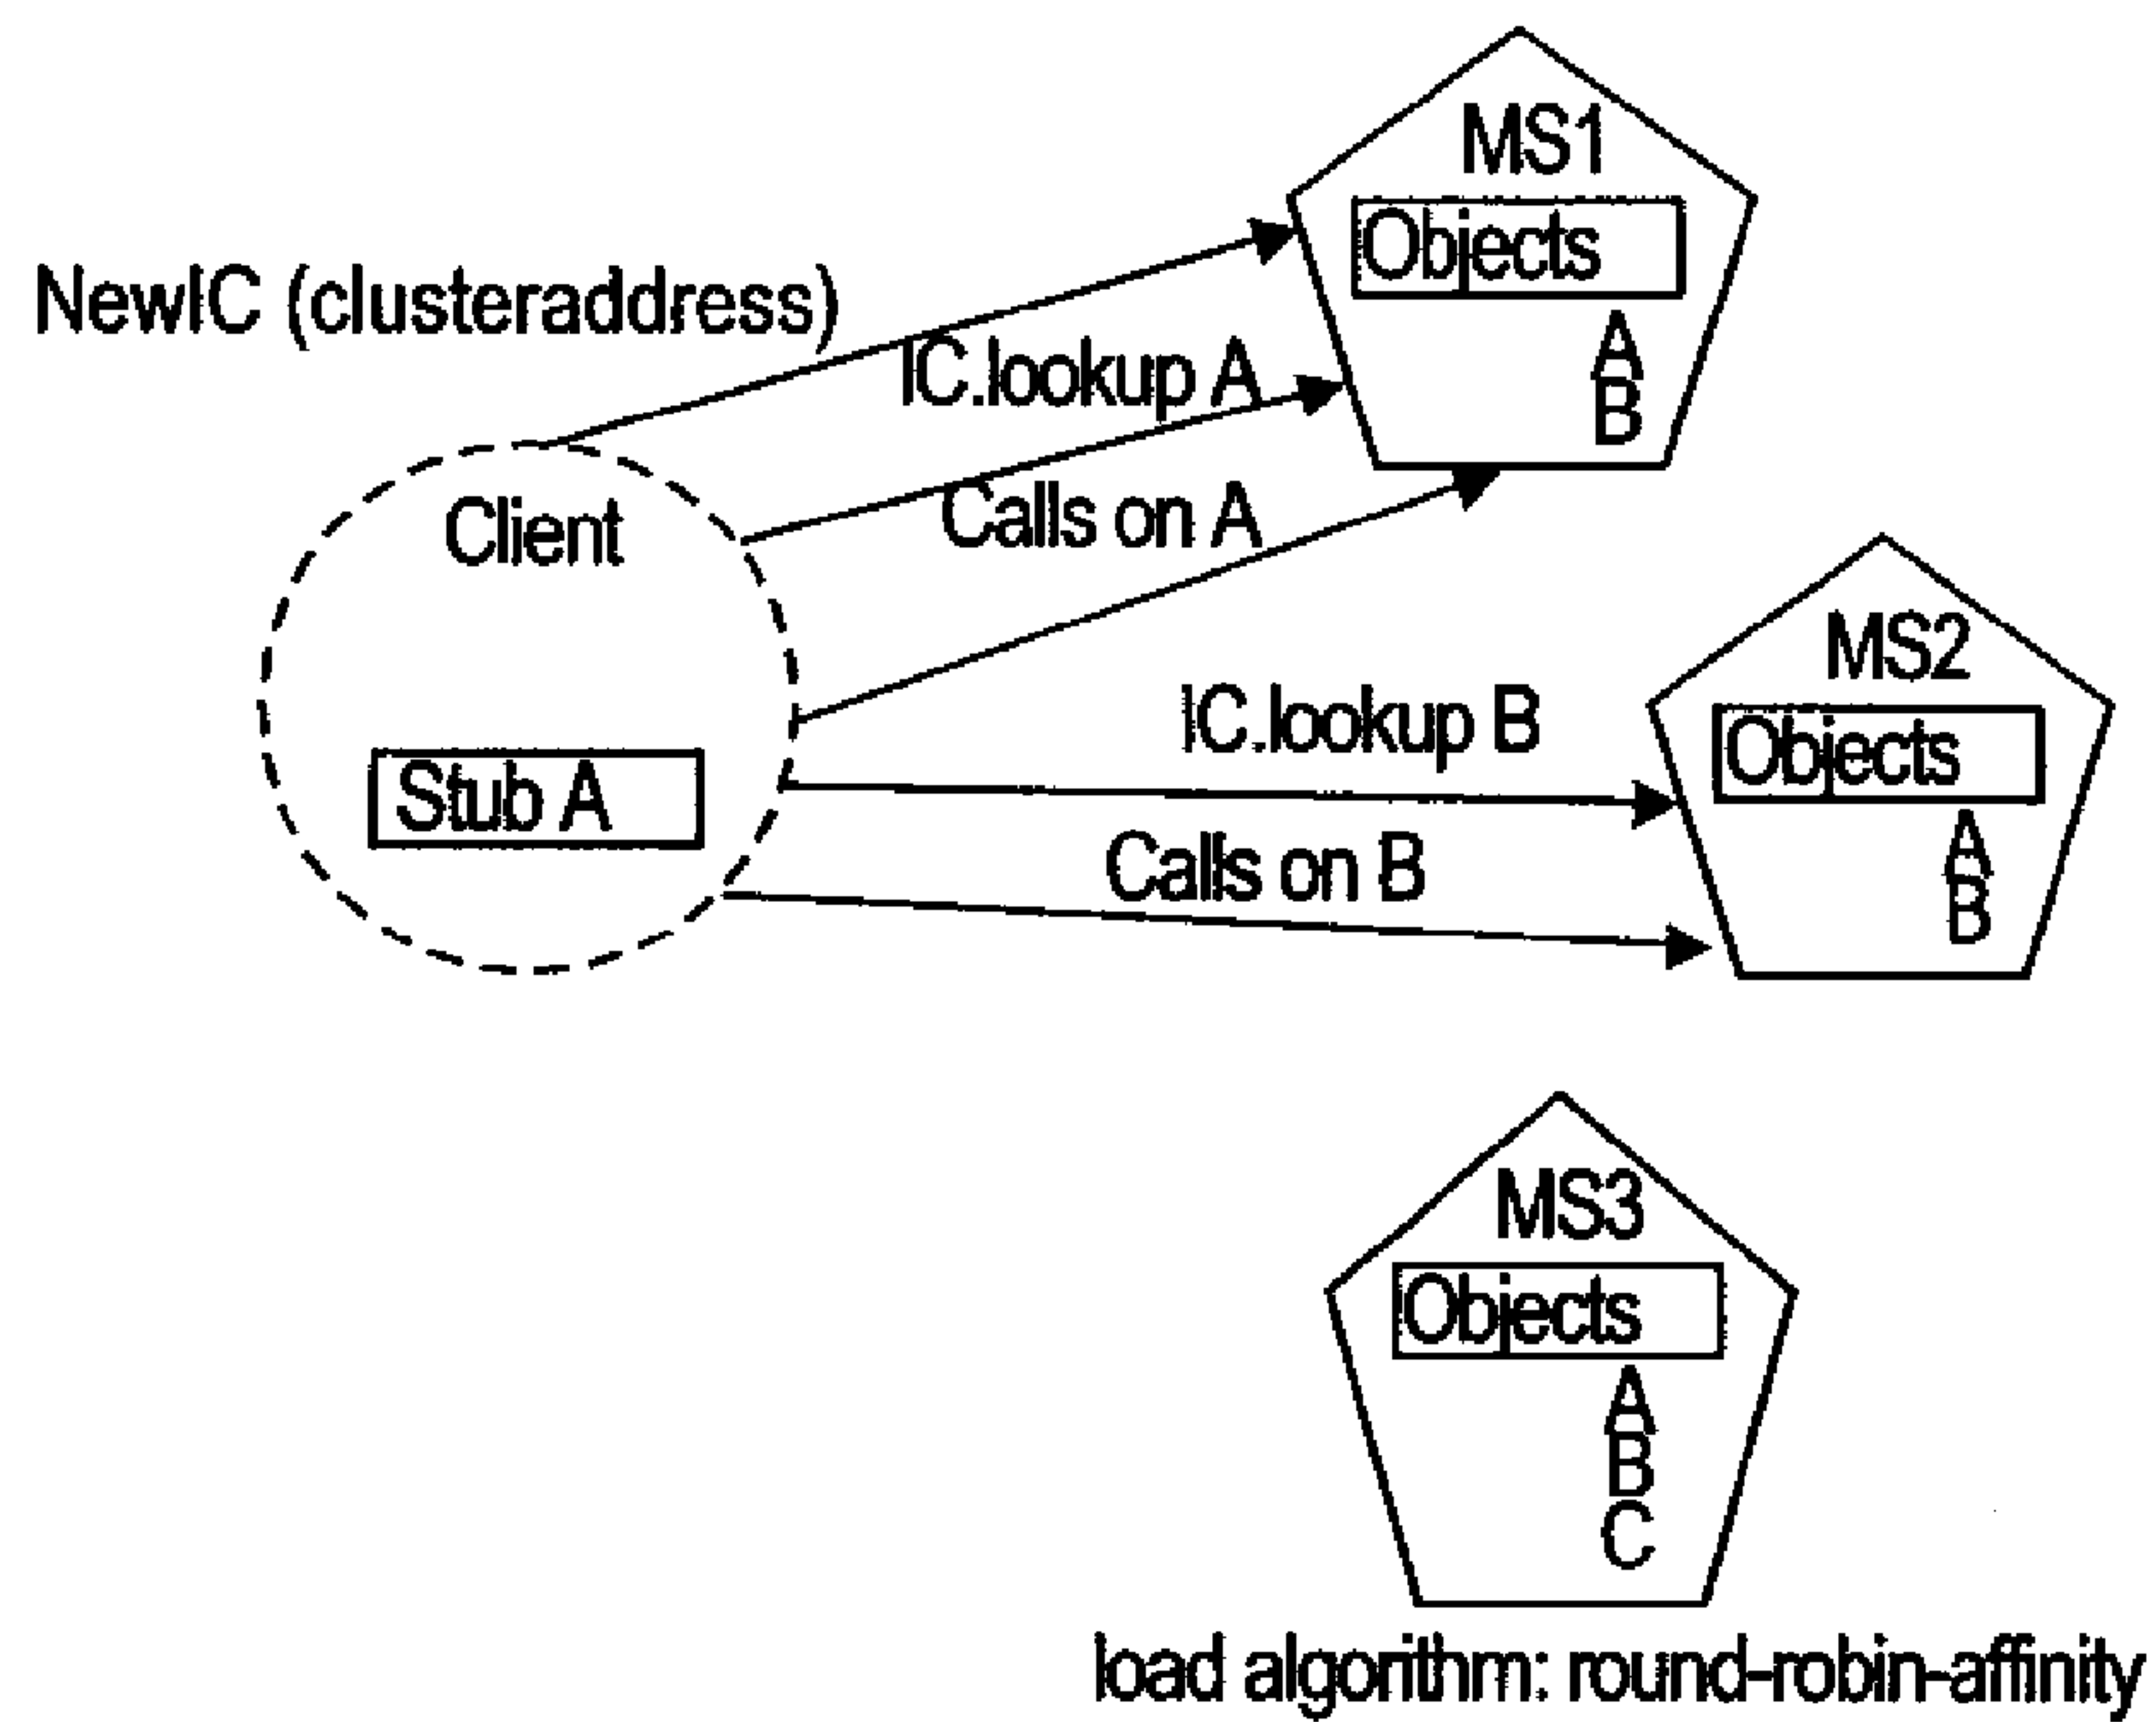 MS1
Objects
A
B
NewIC (clusteraddress)
IC.lookup A
Calls on A
Client
Stub A
IC.lookup B
Calls on B
MS2
Objects
A
B
MS3
Objects
A
B
C
load algorithm: round-robin-affinity